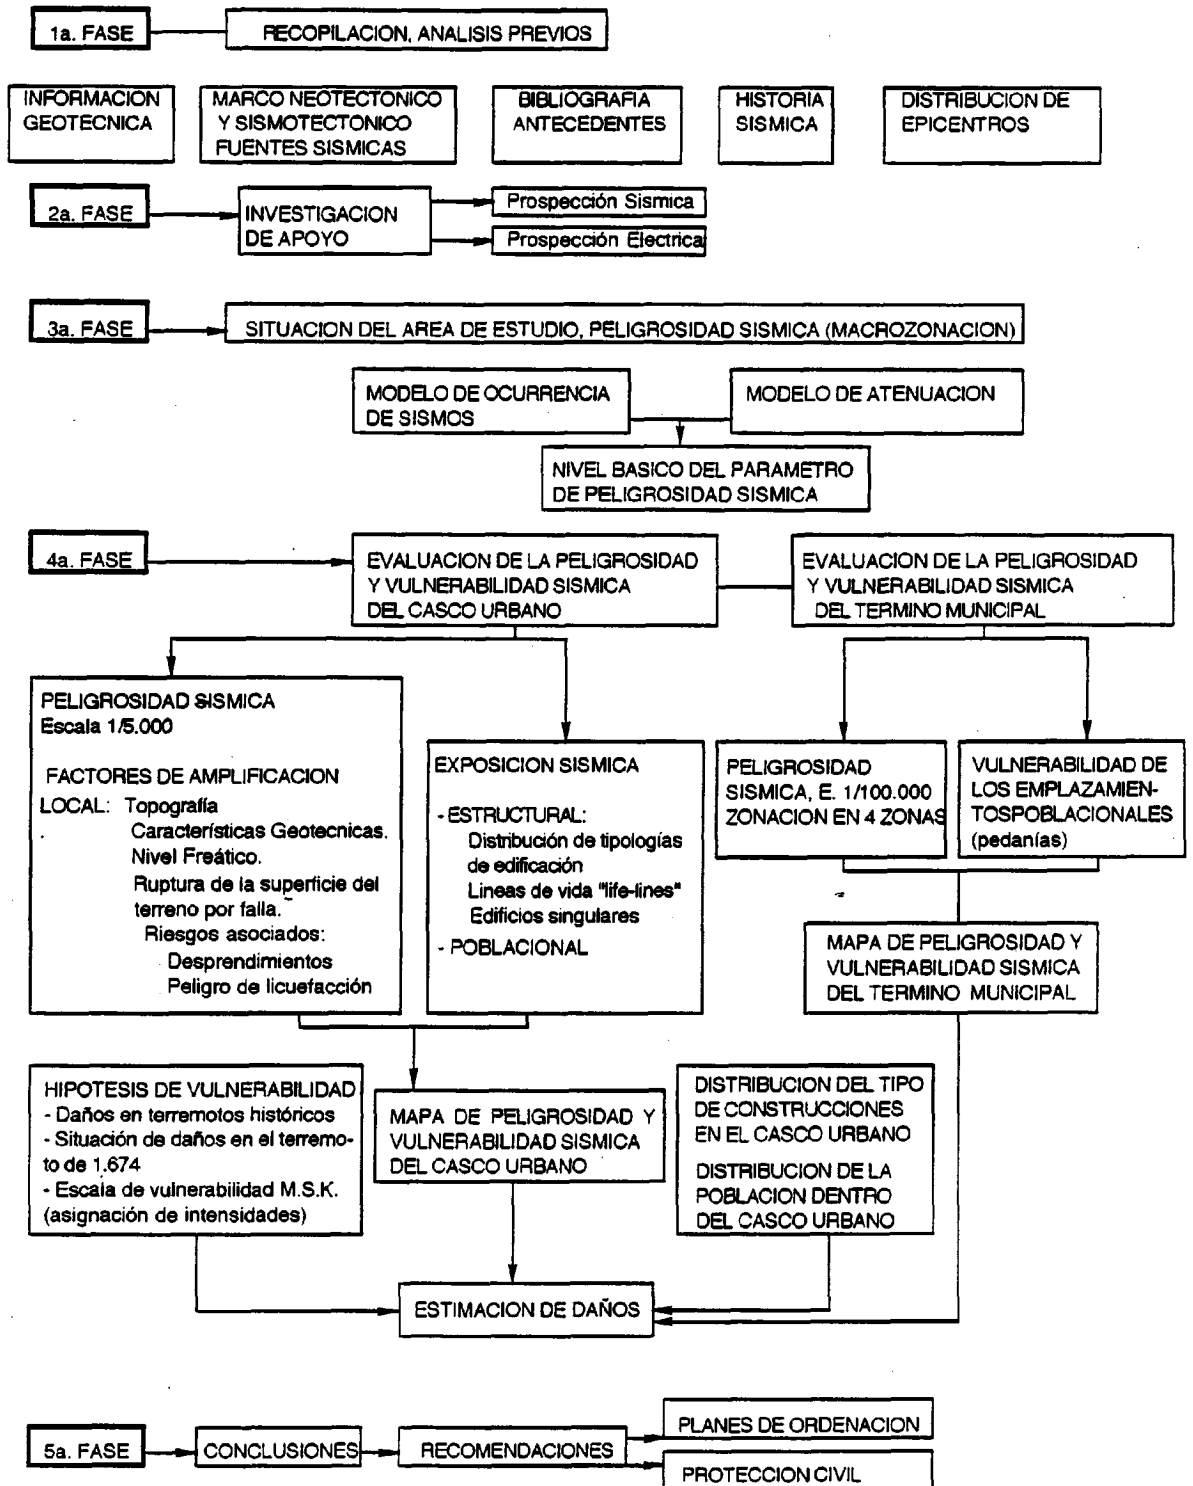 1a. FASE
RECOPILACION, ANALISIS PREVIOS
INFORMACION
GEOTECNICA
MARCO NEOTECTONICO
Y SISMOTECTONICO
FUENTES SISMICAS
BIBLIOGRAFIA
ANTECEDENTES
HISTORIA
SISMICA
DISTRIBUCION DE
EPICENTROS
2a. FASE
INVESTIGACION
DE APOYO
Prospección Sismica
Prospección Electrica
3a. FASE
SITUACION DEL AREA DE ESTUDIO, PELIGROSIDAD SISMICA (MACROZONACION)
MODELO DE OCURRENCIA
DE SISMOS
MODELO DE ATENUACION
NIVEL BASICO DEL PARAMETRO
DE PELIGROSIDAD SISMICA
4a. FASE
EVALUACION DE LA PELIGROSIDAD
Y VULNERABILIDAD SISMICA
DEL CASCO URBANO
EVALUACION DE LA PELIGROSIDAD
Y VULNERABILIDAD SISMICA
DEL TERMINO MUNICIPAL
PELIGROSIDAD SISMICA
Escala 1/5.000
FACTORES DE AMPLIFICACION
LOCAL: Topografía
Características Geotecnicas.
Nivel Freático.
Ruptura de la superficie del
terreno por falla.
Riesgos asociados:
Desprendimientos
Peligro de licuefacción
EXPOSICION SISMICA
- ESTRUCTURAL:
Distribución de tipologías
de edificación
Lineas de vida "life-lines"
Edificios singulares
- POBLACIONAL
PELIGROSIDAD
SISMICA, E. 1/100.000
ZONACION EN 4 ZONAS
VULNERABILIDAD DE
LOS EMPLAZAMIEN-
TOSPOBLACIONALES
(pedanías)
MAPA DE PELIGROSIDAD Y
VULNERABILIDAD SISMICA
DEL TERMINO MUNICIPAL
HIPOTESIS DE VULNERABILIDAD
- Daños en terremotos históricos
- Situación de daños en el terremo-
to de 1.674
- Escala de vulnerabilidad M.S.K.
(asignación de intensidades)
MAPA DE PELIGROSIDAD Y
VULNERABILIDAD SISMICA
DEL CASCO URBANO
DISTRIBUCION DEL TIPO
DE CONSTRUCCIONES
EN EL CASCO URBANO
DISTRIBUCION DE LA
POBLACION DENTRO
DEL CASCO URBANO
ESTIMACION DE DAÑOS
5a. FASE
CONCLUSIONES
RECOMENDACIONES
PLANES DE ORDENACION
PROTECCION CIVIL